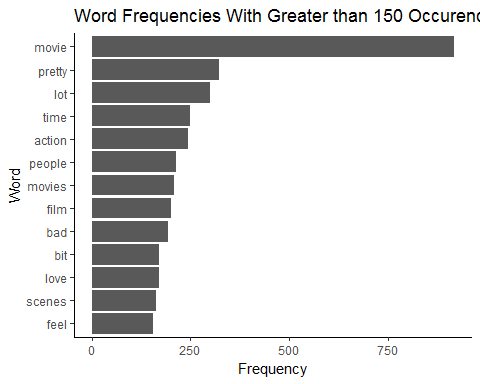 Word Frequencies With Greater than 150 Occurenc
movie
pretty
lot
time
action
people
movies
film
bad
bit
love
scenes
feel
Word
0 250 500 750
Frequency